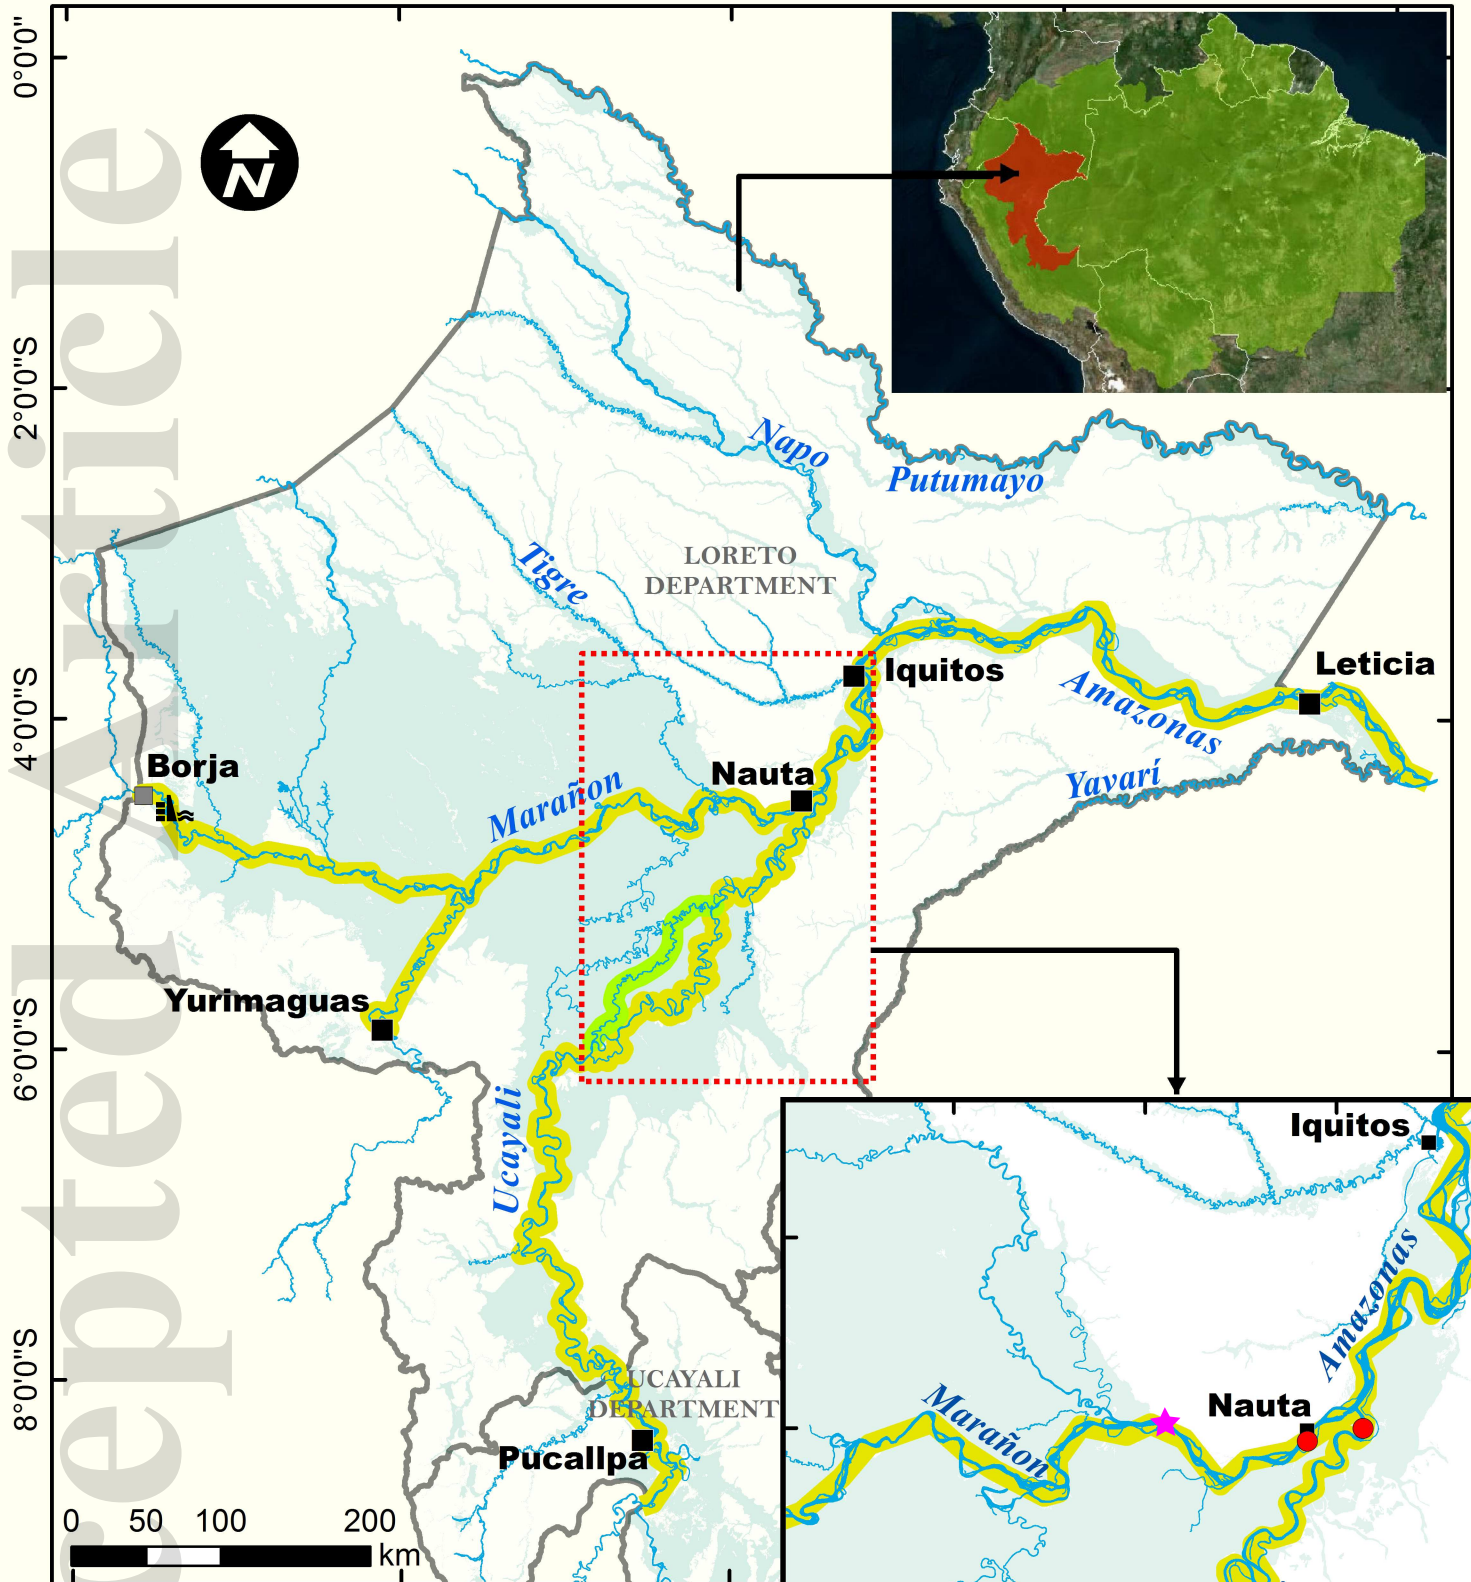 0°0'0"
2°0'0"S
4°0'0"S
6°0'0"S
8°0'0"S
N
Napo
Putumayo
Tigre
LORETO
DEPARTMENT
Iquitos
Leticia
Amazonas
Borja
Nauta
Marañon
Yavarí
Yurimaguas
Ucayali
Iquitos
Amazonas
Nauta
Marañon
UCAYALI
DEPARTMENT
Pucallpa
0 50 100 200
km
cepted Article